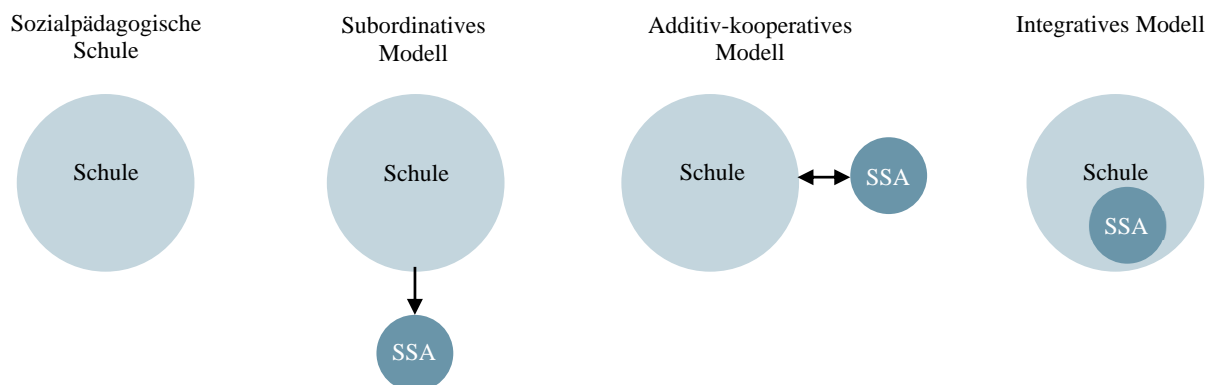 Sozialpädagogische
Schule
Subordinatives
Modell
Additiv-kooperatives
Modell
Integratives Modell
Schule
Schule
Schule
SSA
Schule
SSA
SSA